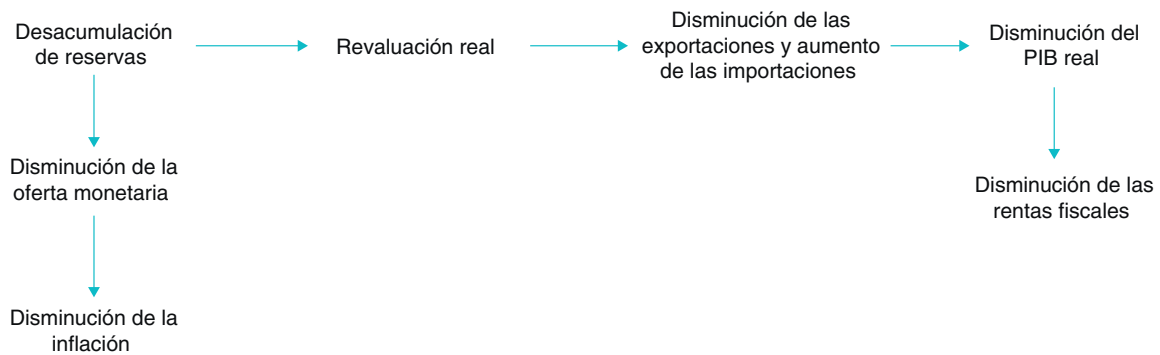 Desacumulación
de reservas
Revaluación real
Disminución de las
exportaciones y aumento
de las importaciones
Disminución del
PIB real
Disminución de la
oferta monetaria
Disminución de las
rentas fiscales
Disminución de la
inflación